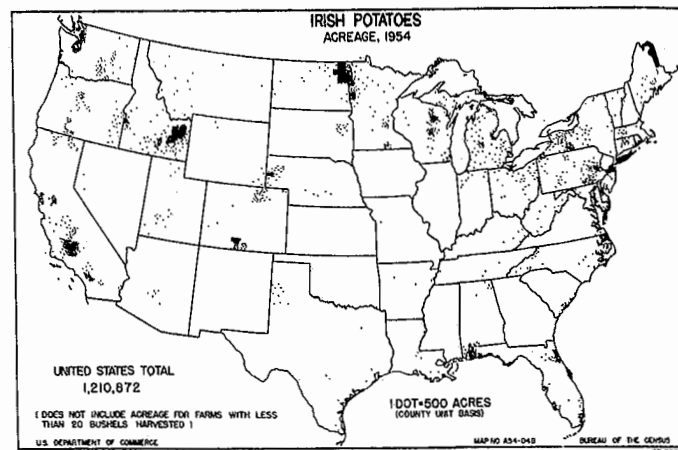 IRISH POTATOES
ACREAGE, 1954
UNITED STATES TOTAL
1,210,872
( DOES NOT INCLUDE ACREAGE FOR FARMS WITH LESS
THAN 20 BUSHELS HARVESTED )
1 DOT=500 ACRES
(COUNTY UNIT BASIS)
U.S. DEPARTMENT OF COMMERCE
MAP NO A54-048
BUREAU OF THE CENSUS